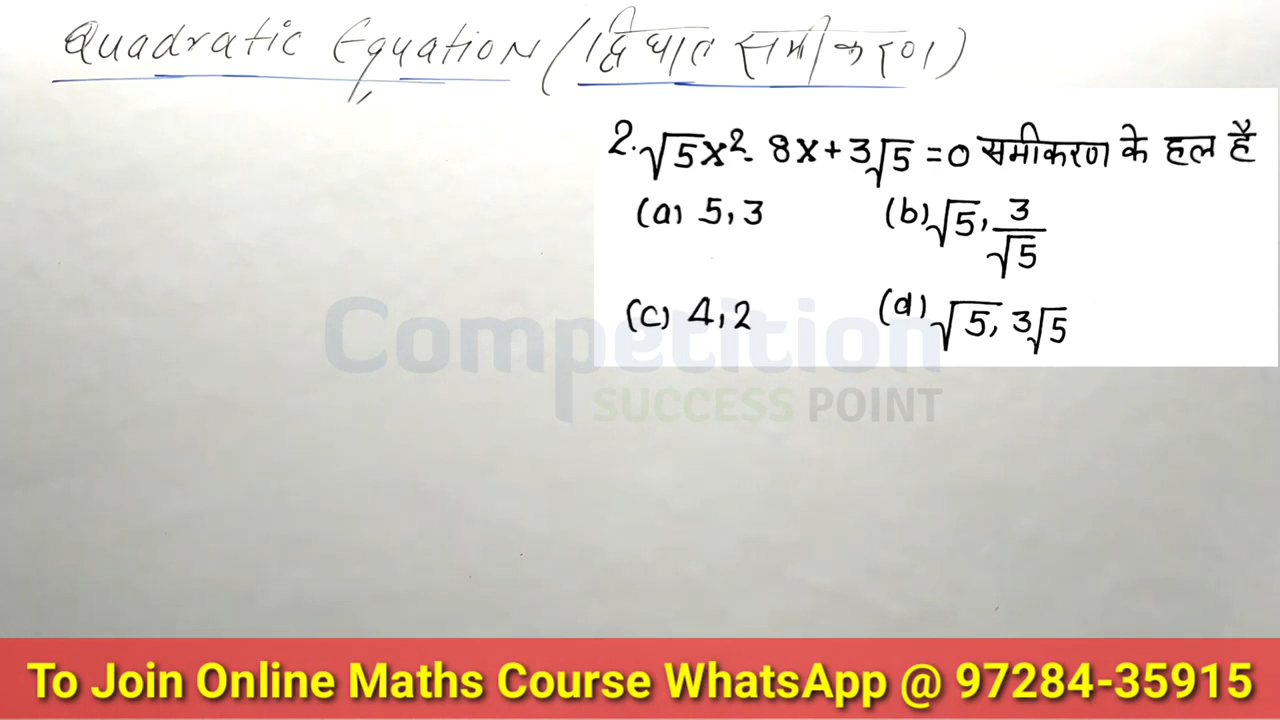 Quadratic Equation (द्विघात समीकरण)
2. √5x² - 8x + 3√5 = 0 समीकरण के हल हैं
(a) 5, 3 (b) √5, 3/√5
(c) 4, 2 (d) √5, 3√5
Competition
SUCCESS POINT
To Join Online Maths Course WhatsApp @ 97284-35915